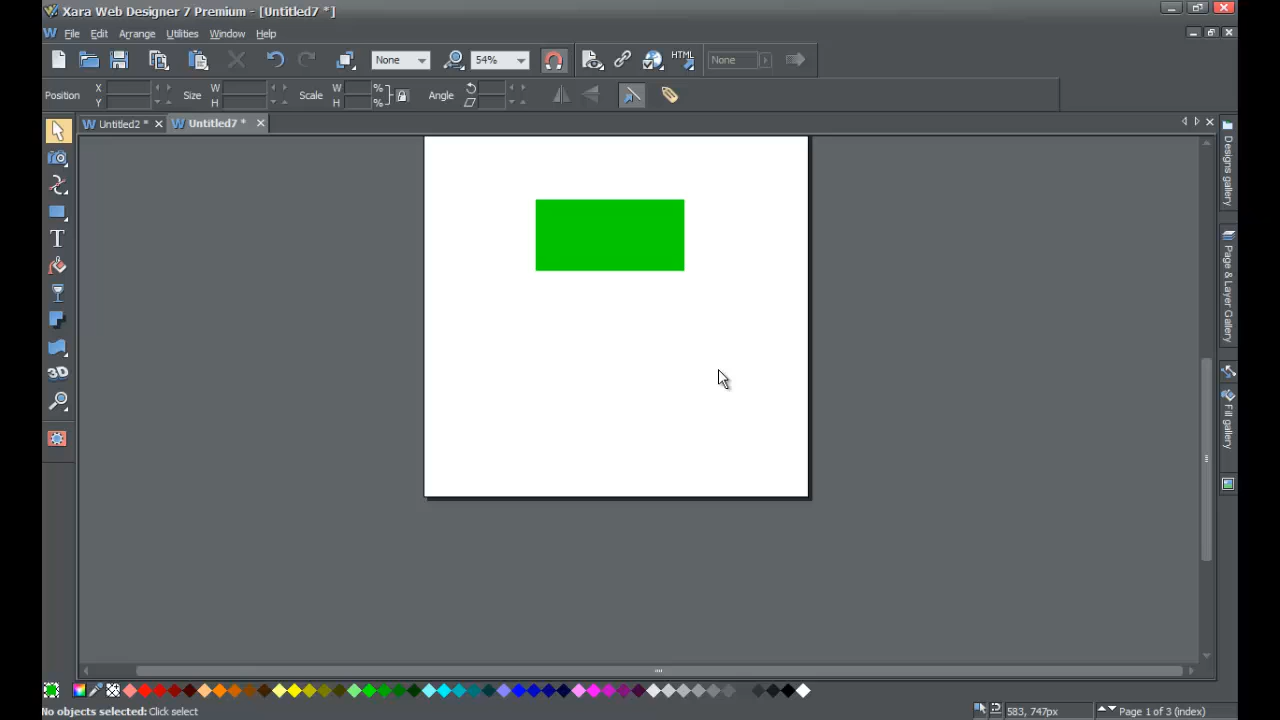 Xara Web Designer 7 Premium - [Untitled7 *]
File Edit Arrange Utilities Window Help
None 54% HTML None
Position X Y Size W H Scale W H % % Angle
Untitled2 * Untitled7 *
Designs gallery
Page & Layer Gallery
Fill gallery
T
3D
No objects selected: Click select 583, 747px Page 1 of 3 (index)